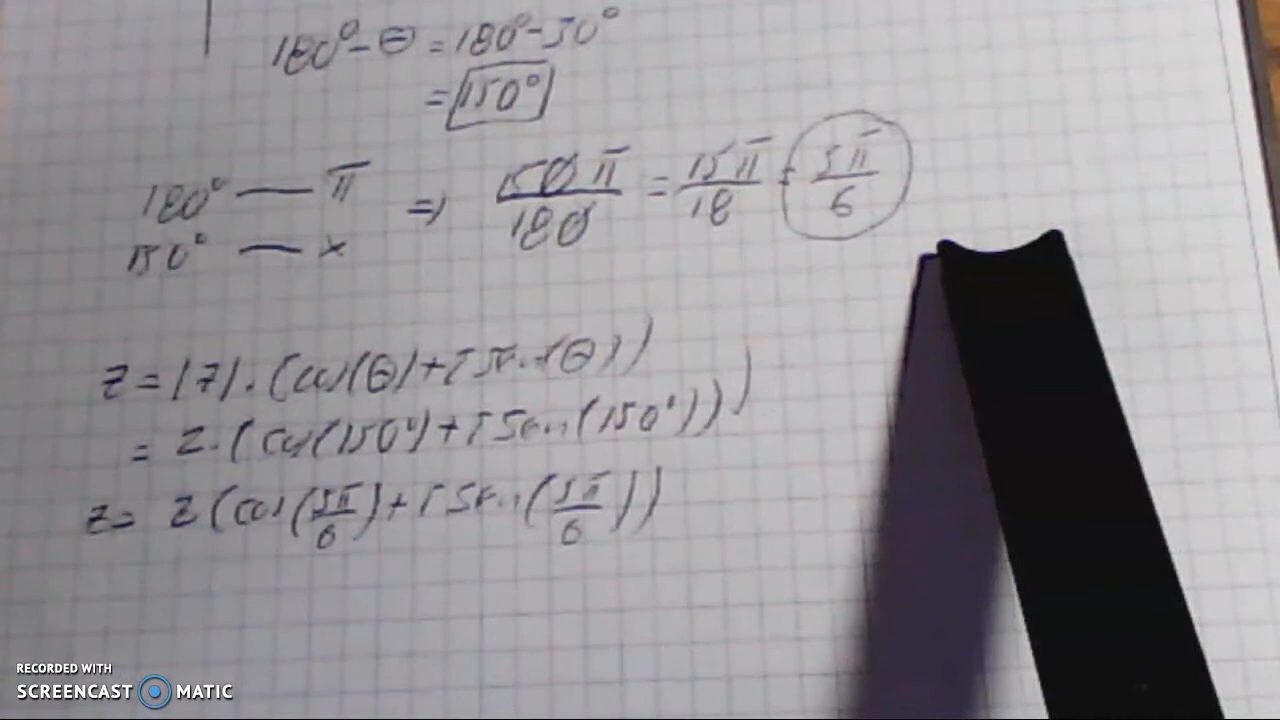 180° - θ = 180° - 30°
= 150°
180° — π ⇒ 150π/180 = 15π/18 = 5π/6
150° — x
z = |z| · (cos(θ) + i sen(θ))
= 2 · (cos(150°) + i sen(150°)))
z = 2 (cos(5π/6) + i sen(5π/6))
RECORDED WITH
SCREENCAST MATIC